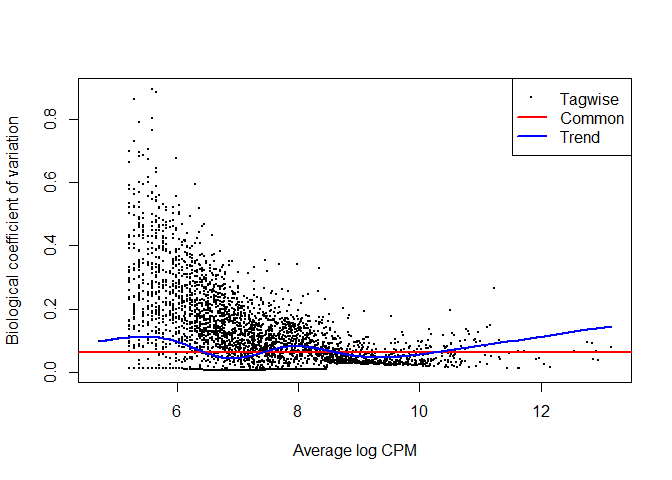 Tagwise
Common
Trend
Biological coefficient of variation
0.8
0.6
0.4
0.2
0.0
6 8 10 12
Average log CPM